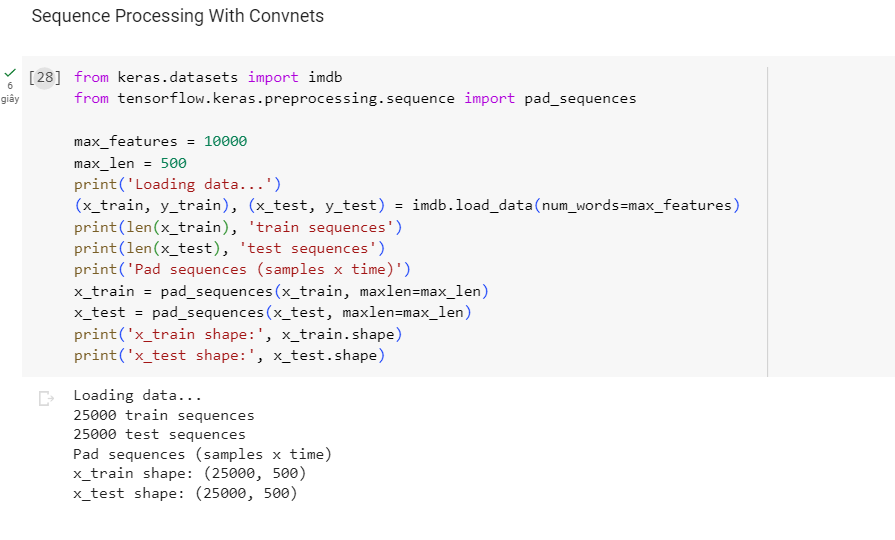 Sequence Processing With Convnets
[28] from keras.datasets import imdb
6
giây
from tensorflow.keras.preprocessing.sequence import pad_sequences
max_features = 10000
max_len = 500
print('Loading data...')
(x_train, y_train), (x_test, y_test) = imdb.load_data(num_words=max_features)
print(len(x_train), 'train sequences')
print(len(x_test), 'test sequences')
print('Pad sequences (samples x time)')
x_train = pad_sequences(x_train, maxlen=max_len)
x_test = pad_sequences(x_test, maxlen=max_len)
print('x_train shape:', x_train.shape)
print('x_test shape:', x_test.shape)
Loading data...
25000 train sequences
25000 test sequences
Pad sequences (samples x time)
x_train shape: (25000, 500)
x_test shape: (25000, 500)